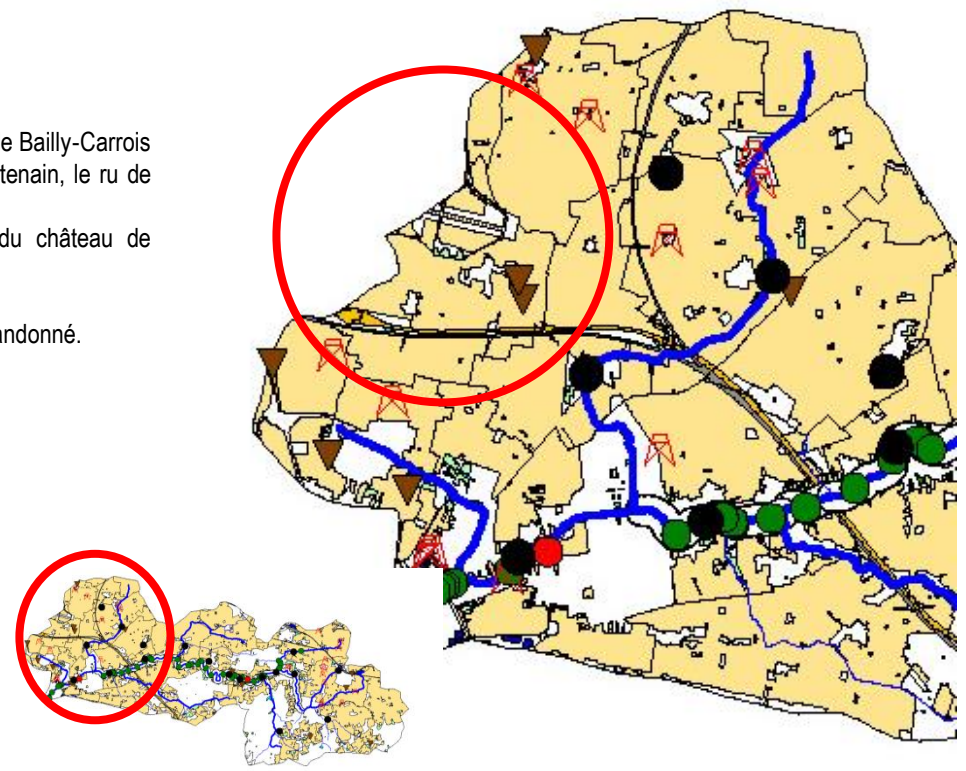 e Bailly-Carrois
tenain, le ru de
du château de
andonné.